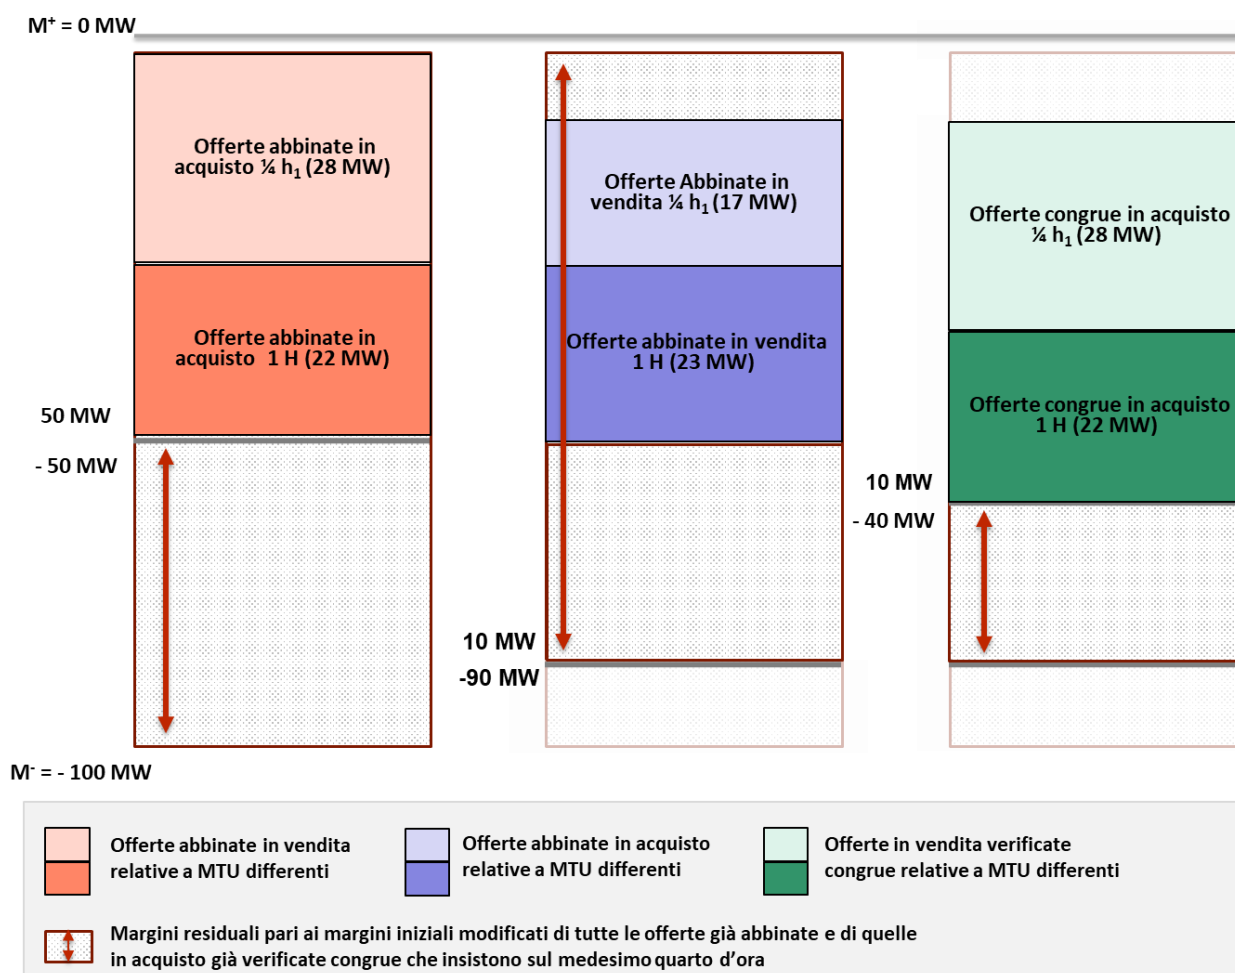 M⁺ = 0 MW
Offerte abbinate in
acquisto ¼ h₁ (28 MW)
Offerte abbinate in
acquisto 1 H (22 MW)
50 MW
- 50 MW
M⁻ = - 100 MW
Offerte Abbinate in
vendita ¼ h₁ (17 MW)
Offerte abbinate in vendita
1 H (23 MW)
10 MW
-90 MW
Offerte congrue in acquisto
¼ h₁ (28 MW)
Offerte congrue in acquisto
1 H (22 MW)
10 MW
- 40 MW
Offerte abbinate in vendita
relative a MTU differenti
Offerte abbinate in acquisto
relative a MTU differenti
Offerte in vendita verificate
congrue relative a MTU differenti
Margini residuali pari ai margini iniziali modificati di tutte le offerte già abbinate e di quelle
in acquisto già verificate congrue che insistono sul medesimo quarto d'ora